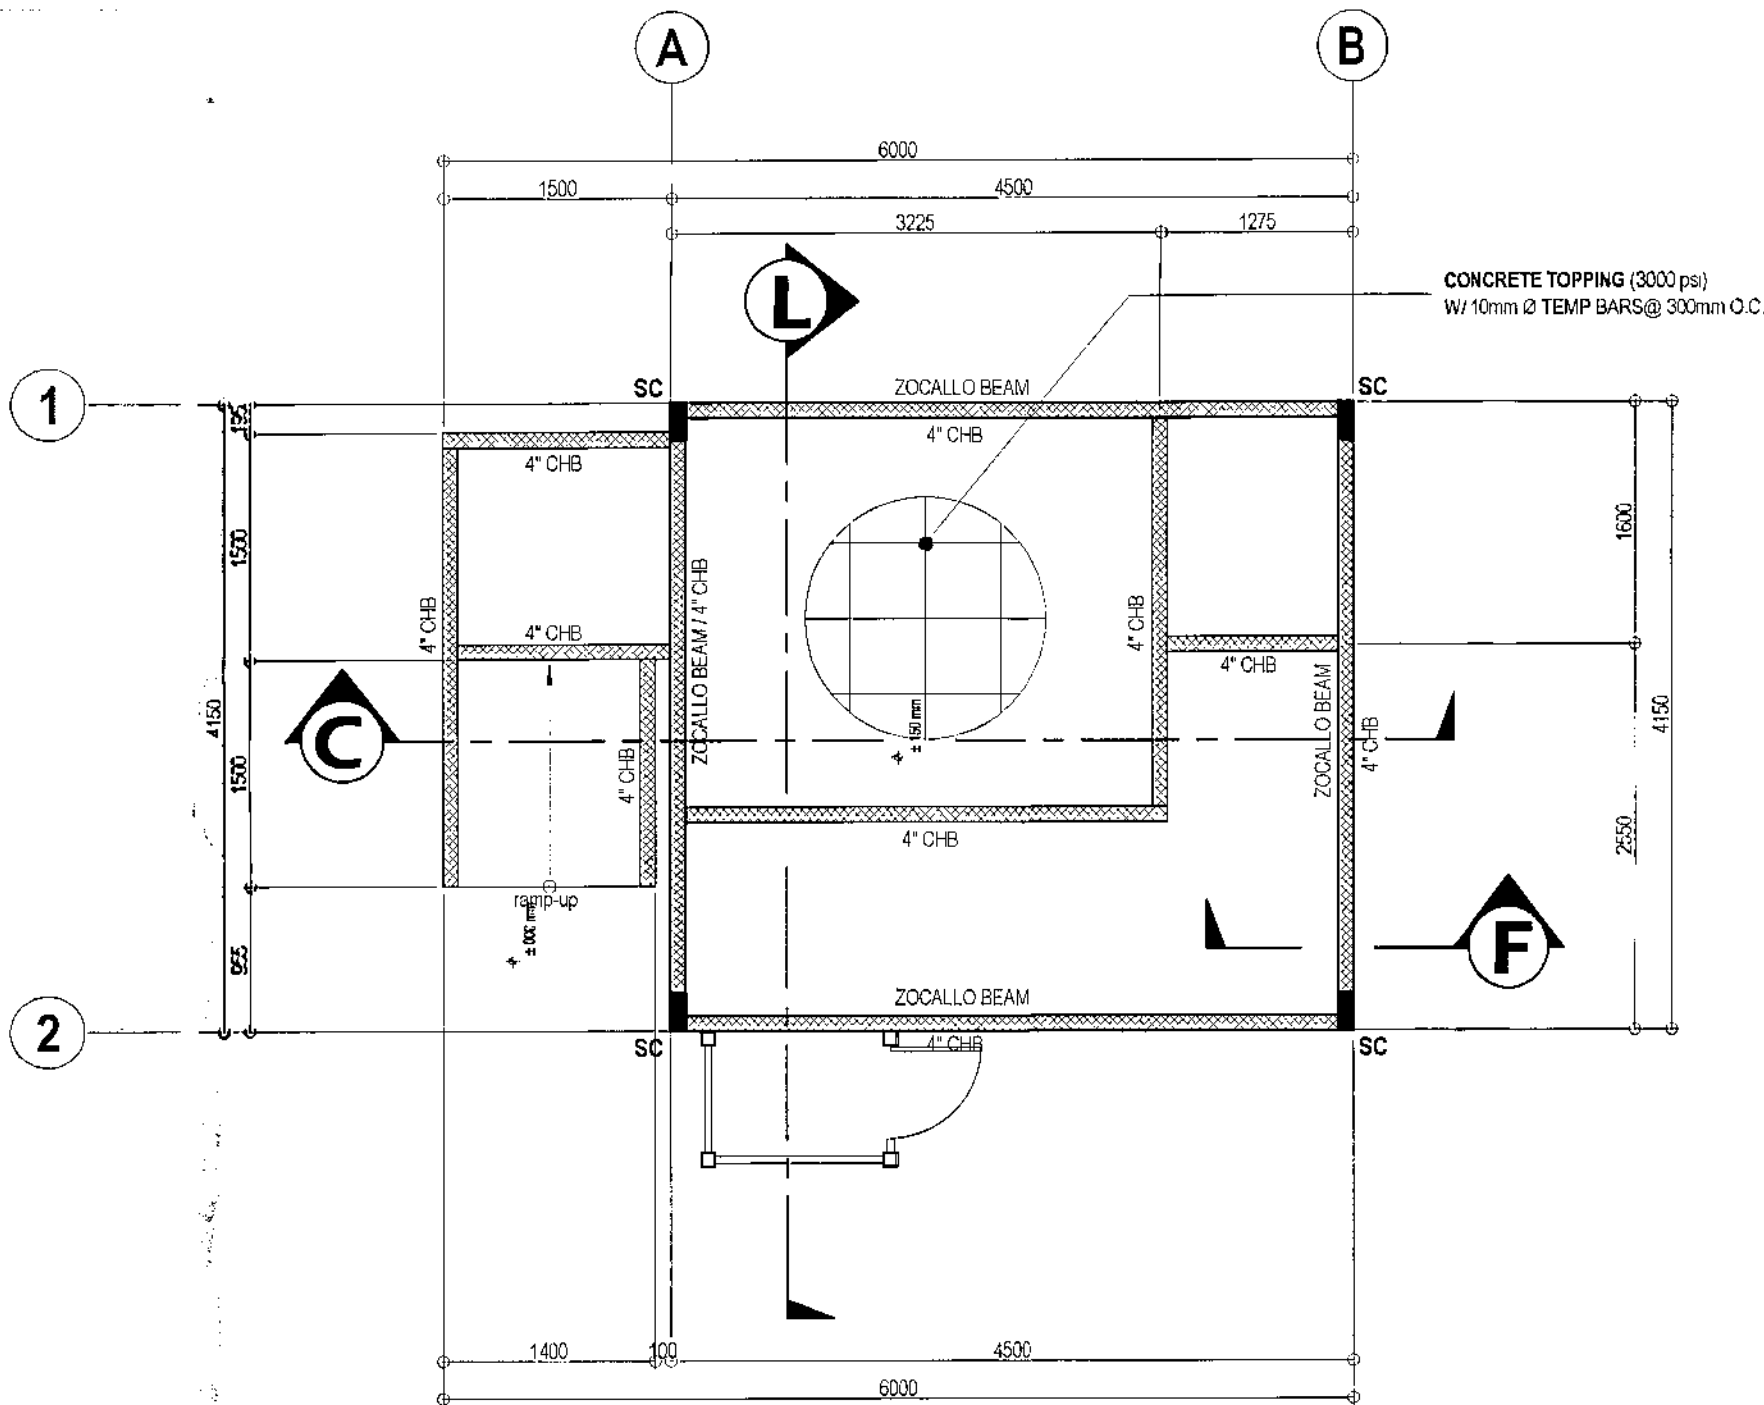 A
B
6000
1500
4500
3225
1275
L
CONCRETE TOPPING (3000 psi)
W/ 10mm Ø TEMP BARS@ 300mm O.C.
1
SC
ZOCALLO BEAM
SC
195
4" CHB
4" CHB
1500
1600
4" CHB
4" CHB
ZOCALLO BEAM / 4" CHB
4" CHB
4" CHB
ZOCALLO BEAM
4150
C
± 150 mm
4" CHB
4150
1500
4" CHB
4" CHB
2550
ramp-up
± 000 mm
F
955
ZOCALLO BEAM
2
SC
4" CHB
SC
1400
100
4500
6000